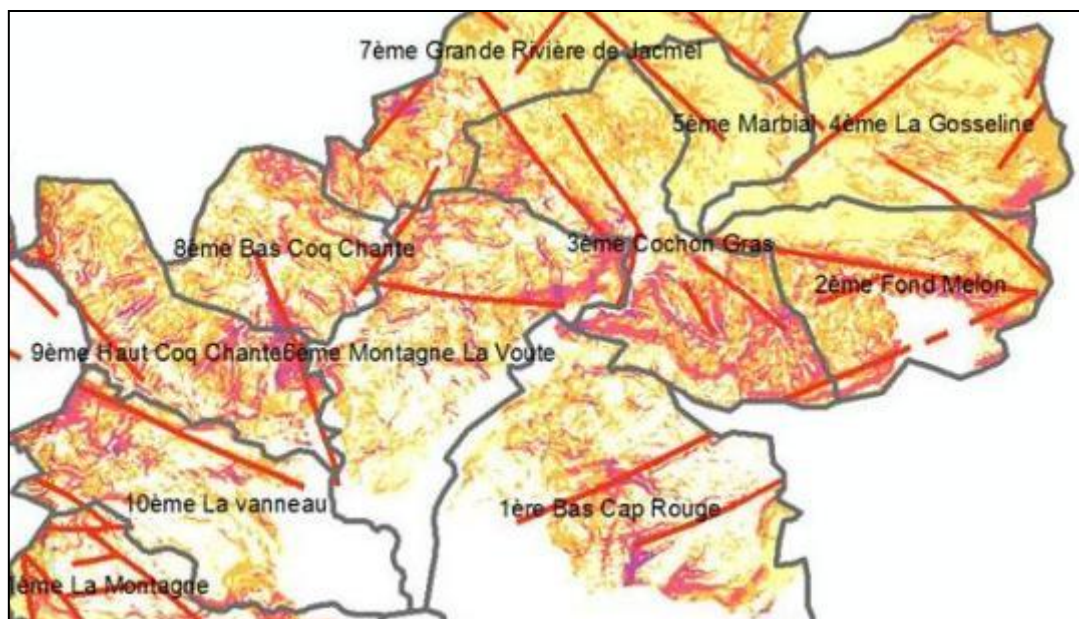 7ème Grande Rivière de Jacmel
5ème Marbial
4ème La Gosseline
3ème Cochon Gras
8ème Bas Coq Chante
2ème Fond Melon
9ème Haut Coq Chante
6ème Montagne La Voute
10ème La vanneau
1ère Bas Cap Rouge
ème La Montagne